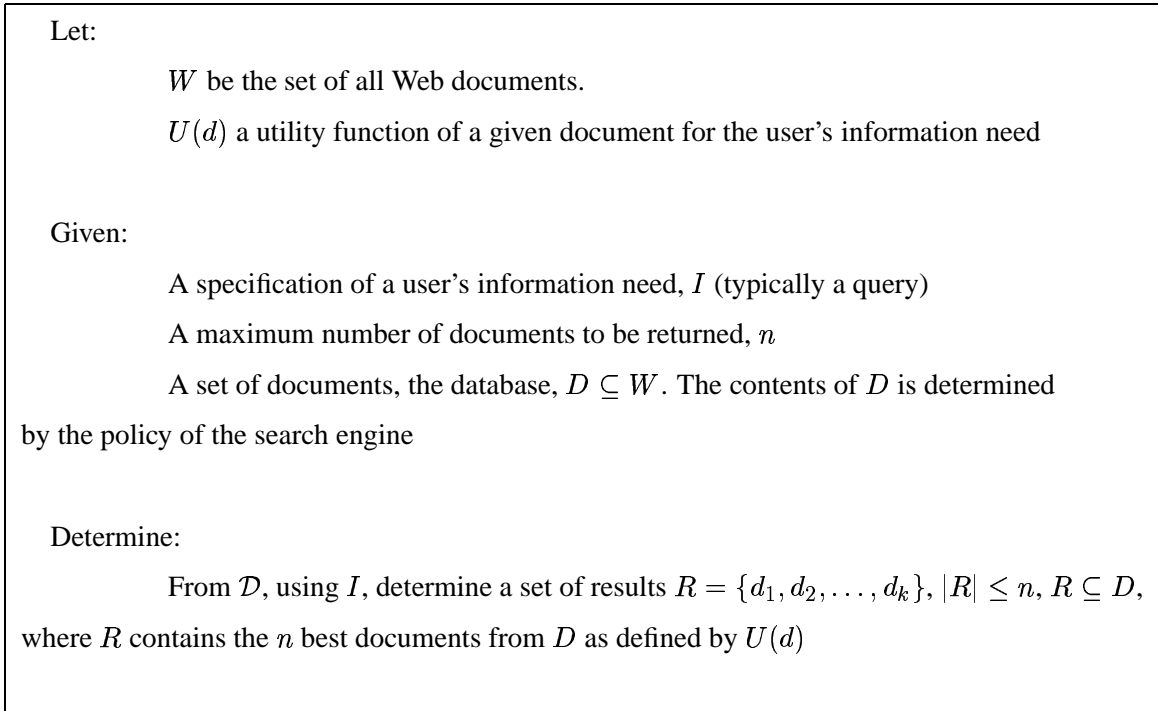 Let:
W be the set of all Web documents.
U(d) a utility function of a given document for the user's information need
Given:
A specification of a user's information need, I (typically a query)
A maximum number of documents to be returned, n
A set of documents, the database, D ⊆ W. The contents of D is determined
by the policy of the search engine
Determine:
From 𝒟, using I, determine a set of results R = {d₁, d₂, . . . , dₖ}, |R| ≤ n, R ⊆ D,
where R contains the n best documents from D as defined by U(d)